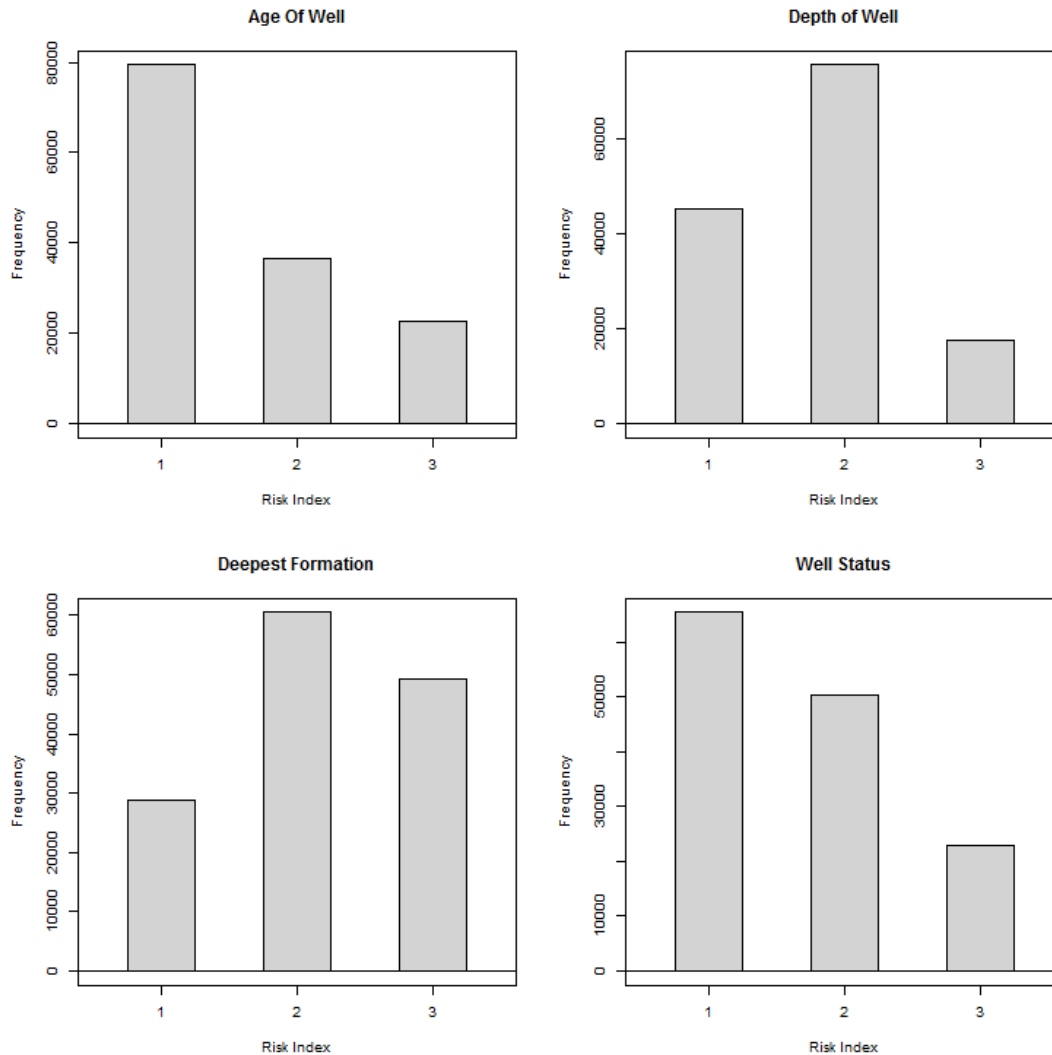 Age Of Well
Frequency
80000
60000
40000
20000
0
1 2 3
Risk Index
Depth of Well
Frequency
60000
40000
20000
0
1 2 3
Risk Index
Deepest Formation
Frequency
60000
50000
40000
30000
20000
10000
0
1 2 3
Risk Index
Well Status
Frequency
50000
30000
10000
0
1 2 3
Risk Index